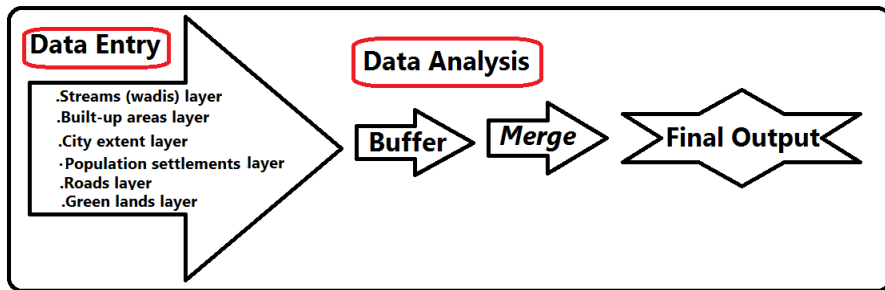 Data Entry
.Streams (wadis) layer
.Built-up areas layer
.City extent layer
·Population settlements layer
.Roads layer
.Green lands layer
Data Analysis
Buffer
Merge
Final Output